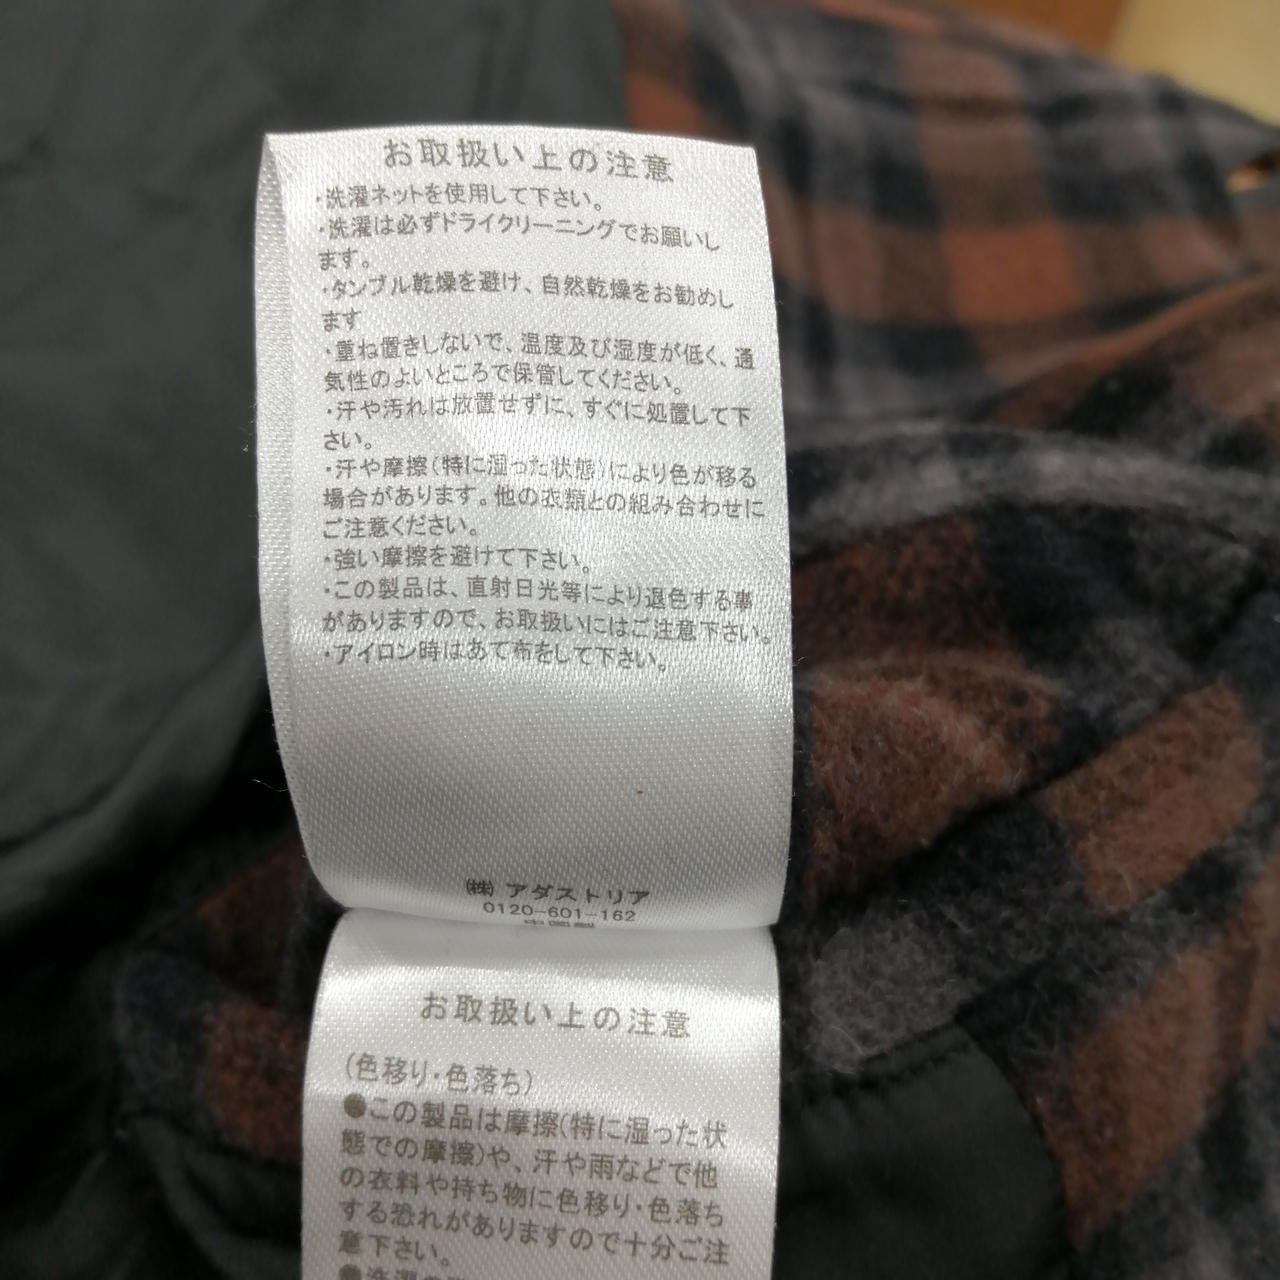 お取扱い上の注意
・洗濯ネットを使用して下さい。
・洗濯は必ずドライクリーニングでお願いし
ます。
・タンブル乾燥を避け、自然乾燥をお勧めし
ます
・重ね置きしないで、温度及び湿度が低く、通
気性のよいところで保管してください。
・汗や汚れは放置せずに、すぐに処置して下
さい。
・汗や摩擦(特に湿った状態)により色が移る
場合があります。他の衣類との組み合わせに
ご注意ください。
・強い摩擦を避けて下さい。
・この製品は、直射日光等により退色する事
がありますので、お取扱いにはご注意下さい。
・アイロン時はあて布をして下さい。
㈱ アダストリア
0120-601-162
中国製
お取扱い上の注意
(色移り・色落ち)
●この製品は摩擦(特に湿った状
態での摩擦)や、汗や雨などで他
の衣料や持ち物に色移り・色落ち
する恐れがありますので十分ご注
意下さい。